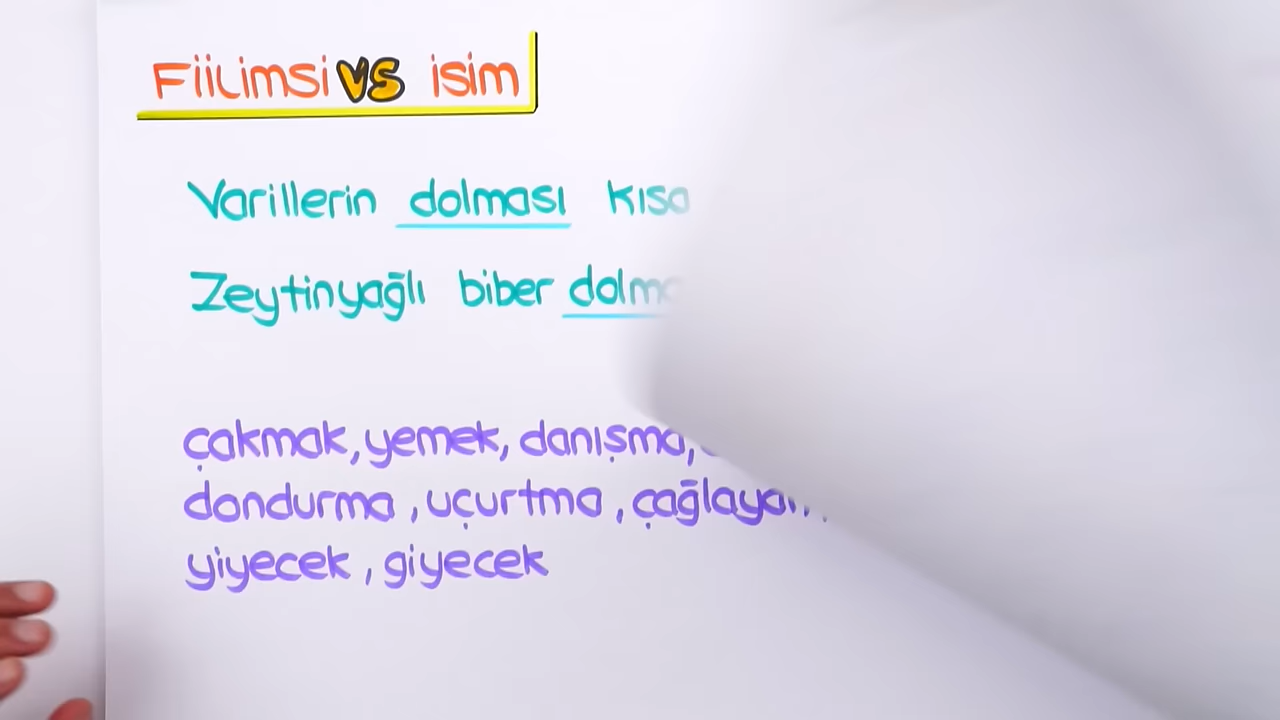 Fiilimsi vs isim
Varillerin dolması
Zeytinyağlı biber
çakmak, yemek, danışma,
dondurma, uçurtma,
yiyecek, giyecek